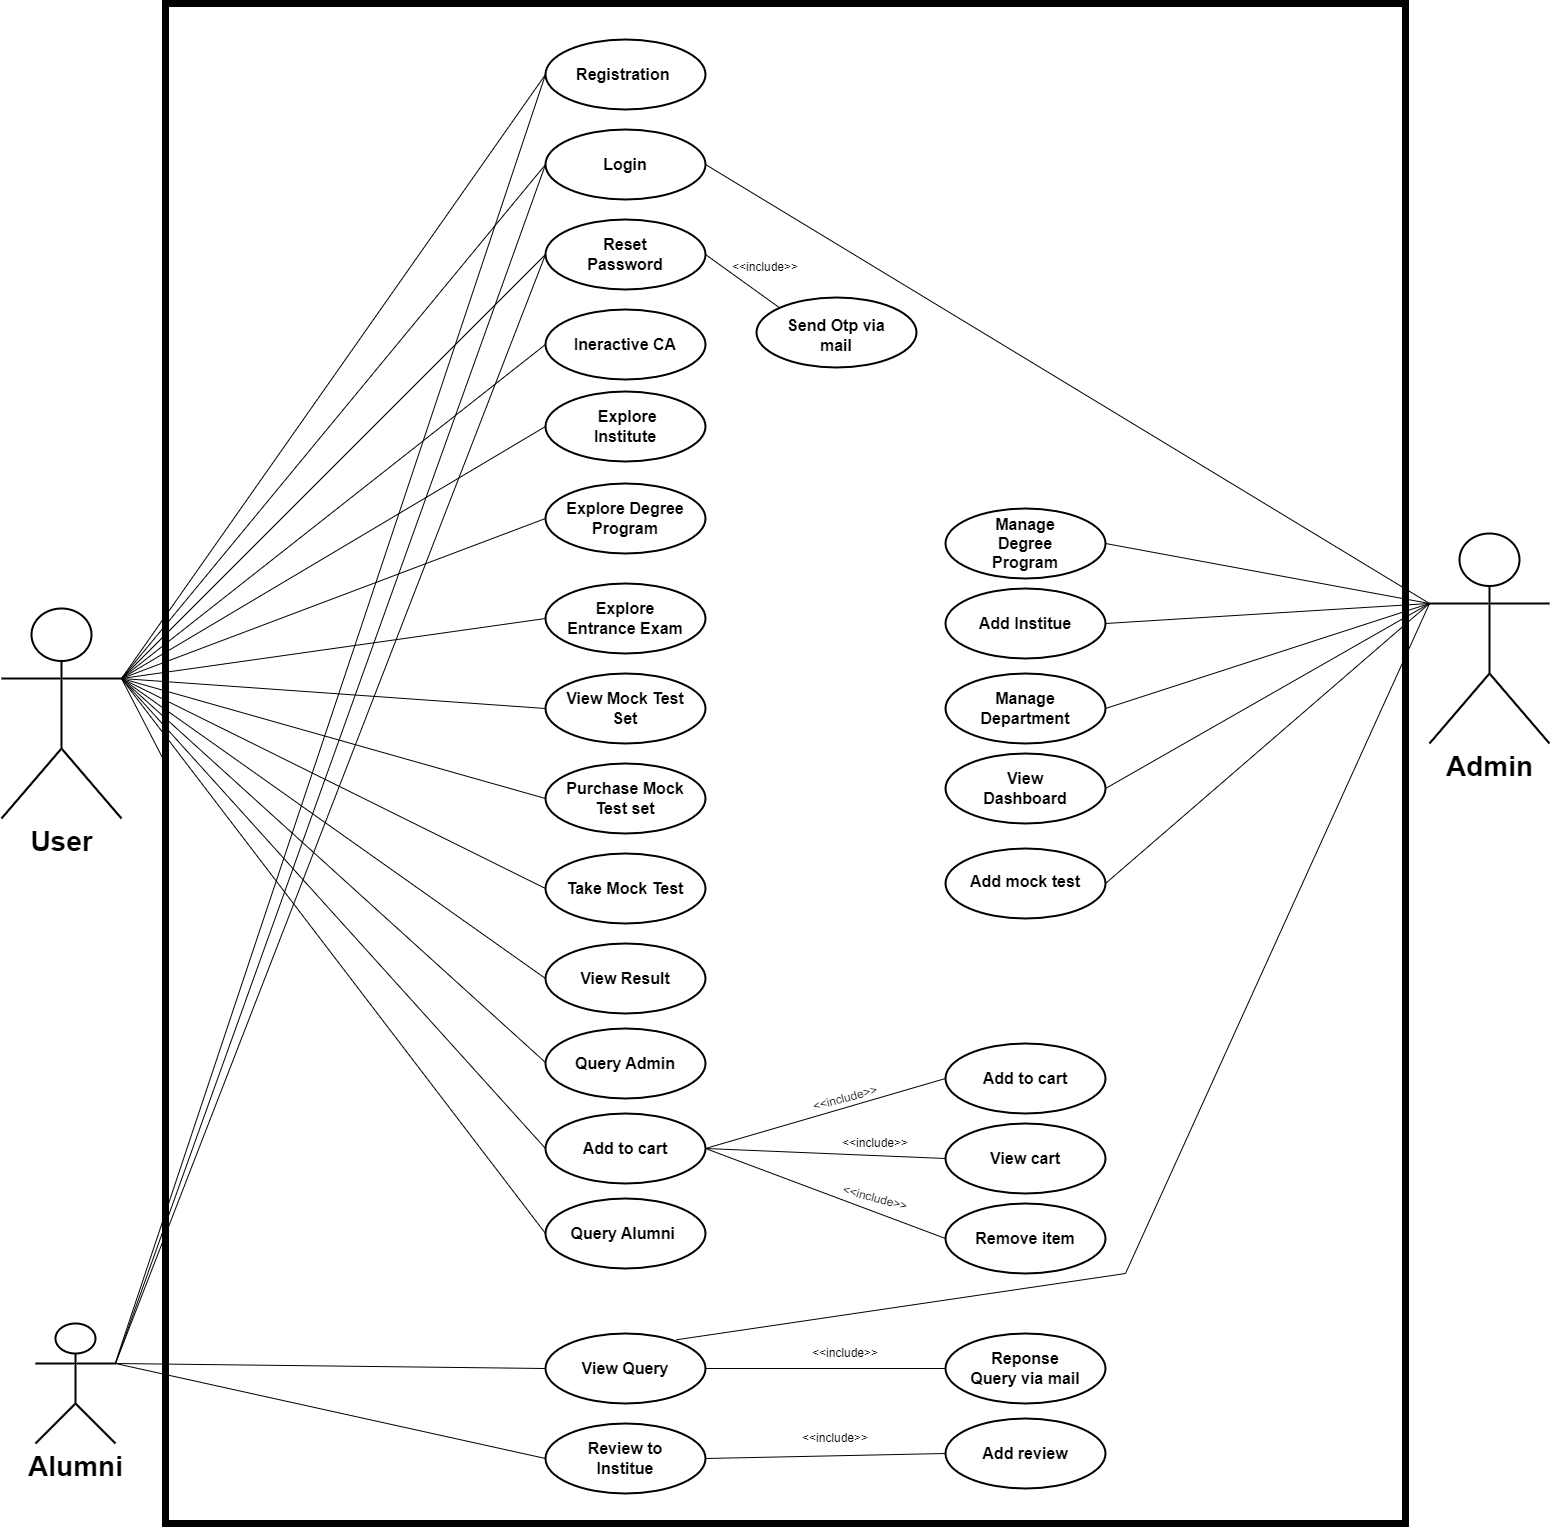 Registration
Login
Reset
Password
<<include>>
Send Otp via
mail
Ineractive CA
Explore
Institute
Explore Degree
Program
Manage
Degree
Program
Explore
Entrance Exam
Add Institue
View Mock Test
Set
Manage
Department
Purchase Mock
Test set
View
Dashboard
Admin
User
Take Mock Test
Add mock test
View Result
Query Admin
Add to cart
<<include>>
Add to cart
<<include>>
View cart
<<include>>
Remove item
Query Alumni
View Query
<<include>>
Reponse
Query via mail
Alumni
Review to
Institue
<<include>>
Add review